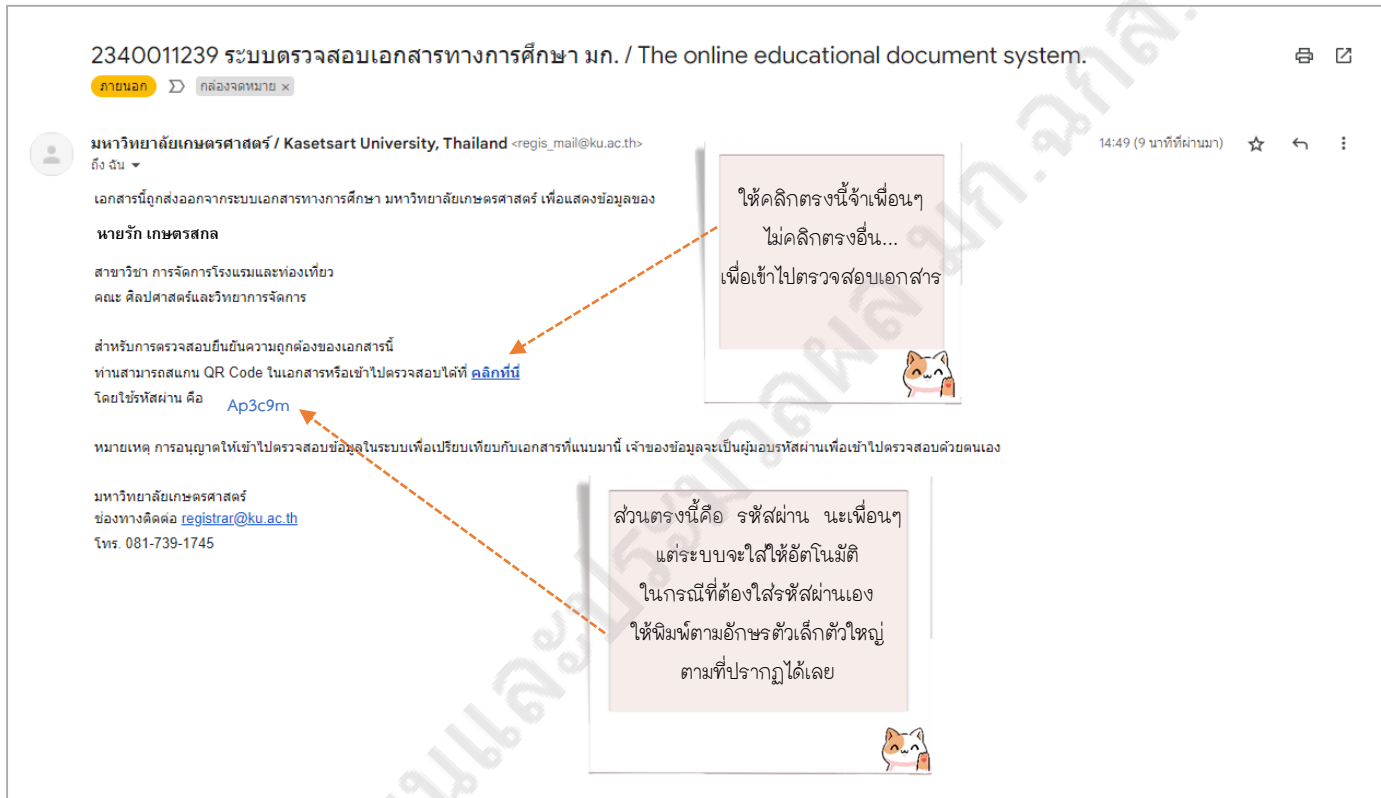 2340011239 ระบบตรวจสอบเอกสารทางการศึกษา มก. / The online educational document system.
ภายนอก กล่องจดหมาย ×
มหาวิทยาลัยเกษตรศาสตร์ / Kasetsart University, Thailand <regis_mail@ku.ac.th>
14:49 (9 นาทีที่ผ่านมา)
ถึง ฉัน
เอกสารนี้ถูกส่งออกจากระบบเอกสารทางการศึกษา มหาวิทยาลัยเกษตรศาสตร์ เพื่อแสดงข้อมูลของ
นายรัก เกษตรสกล
สาขาวิชา การจัดการโรงแรมและท่องเที่ยว
คณะ ศิลปศาสตร์และวิทยาการจัดการ
สำหรับการตรวจสอบยืนยันความถูกต้องของเอกสารนี้
ท่านสามารถสแกน QR Code ในเอกสารหรือเข้าไปตรวจสอบได้ที่ คลิกที่นี่
โดยใช้รหัสผ่าน คือ Ap3c9m
ให้คลิกตรงนี้จ้าเพื่อนๆ
ไม่คลิกตรงอื่น...
เพื่อเข้าไปตรวจสอบเอกสาร
หมายเหตุ การอนุญาตให้เข้าไปตรวจสอบข้อมูลในระบบเพื่อเปรียบเทียบกับเอกสารที่แนบมานี้ เจ้าของข้อมูลจะเป็นผู้มอบรหัสผ่านเพื่อเข้าไปตรวจสอบด้วยตนเอง
มหาวิทยาลัยเกษตรศาสตร์
ช่องทางติดต่อ registrar@ku.ac.th
โทร. 081-739-1745
ส่วนตรงนี้คือ รหัสผ่าน นะเพื่อนๆ
แต่ระบบจะใส่ให้อัตโนมัติ
ในกรณีที่ต้องใส่รหัสผ่านเอง
ให้พิมพ์ตามอักษรตัวเล็กตัวใหญ่
ตามที่ปรากฏได้เลย
นและประมวลผล มก.ฉกส.